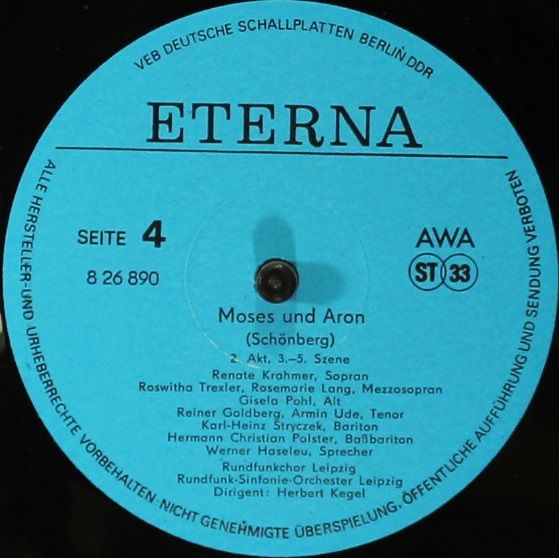 VEB DEUTSCHE SCHALLPLATTEN BERLIN DDR
ETERNA
SEITE 4
8 26 890
AWA
ST 33
Moses und Aron
(Schönberg)
2. Akt, 3.–5. Szene
Renate Krahmer, Sopran
Roswitha Trexler, Rosemarie Lang, Mezzosopran
Gisela Pohl, Alt
Reiner Goldberg, Armin Ude, Tenor
Karl-Heinz Stryczek, Bariton
Hermann Christian Polster, Baßbariton
Werner Haseleu, Sprecher
Rundfunkchor Leipzig
Rundfunk-Sinfonie-Orchester Leipzig
Dirigent: Herbert Kegel
ALLE HERSTELLER- UND URHEBERRECHTE VORBEHALTEN · NICHT GENEHMIGTE ÜBERSPIELUNG, ÖFFENTLICHE AUFFÜHRUNG UND SENDUNG VERBOTEN